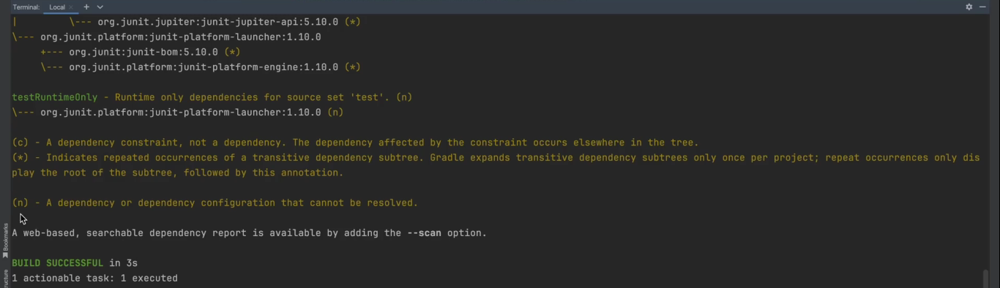 Terminal: Local × + ∨
|         \--- org.junit.jupiter:junit-jupiter-api:5.10.0 (*)
\--- org.junit.platform:junit-platform-launcher:1.10.0
     +--- org.junit:junit-bom:5.10.0 (*)
     \--- org.junit.platform:junit-platform-engine:1.10.0 (*)
testRuntimeOnly - Runtime only dependencies for source set 'test'. (n)
\--- org.junit.platform:junit-platform-launcher:1.10.0 (n)
(c) - A dependency constraint, not a dependency. The dependency affected by the constraint occurs elsewhere in the tree.
(*) - Indicates repeated occurrences of a transitive dependency subtree. Gradle expands transitive dependency subtrees only once per project; repeat occurrences only dis
play the root of the subtree, followed by this annotation.
(n) - A dependency or dependency configuration that cannot be resolved.
A web-based, searchable dependency report is available by adding the --scan option.
BUILD SUCCESSFUL in 3s
1 actionable task: 1 executed
Bookmarks
ructure